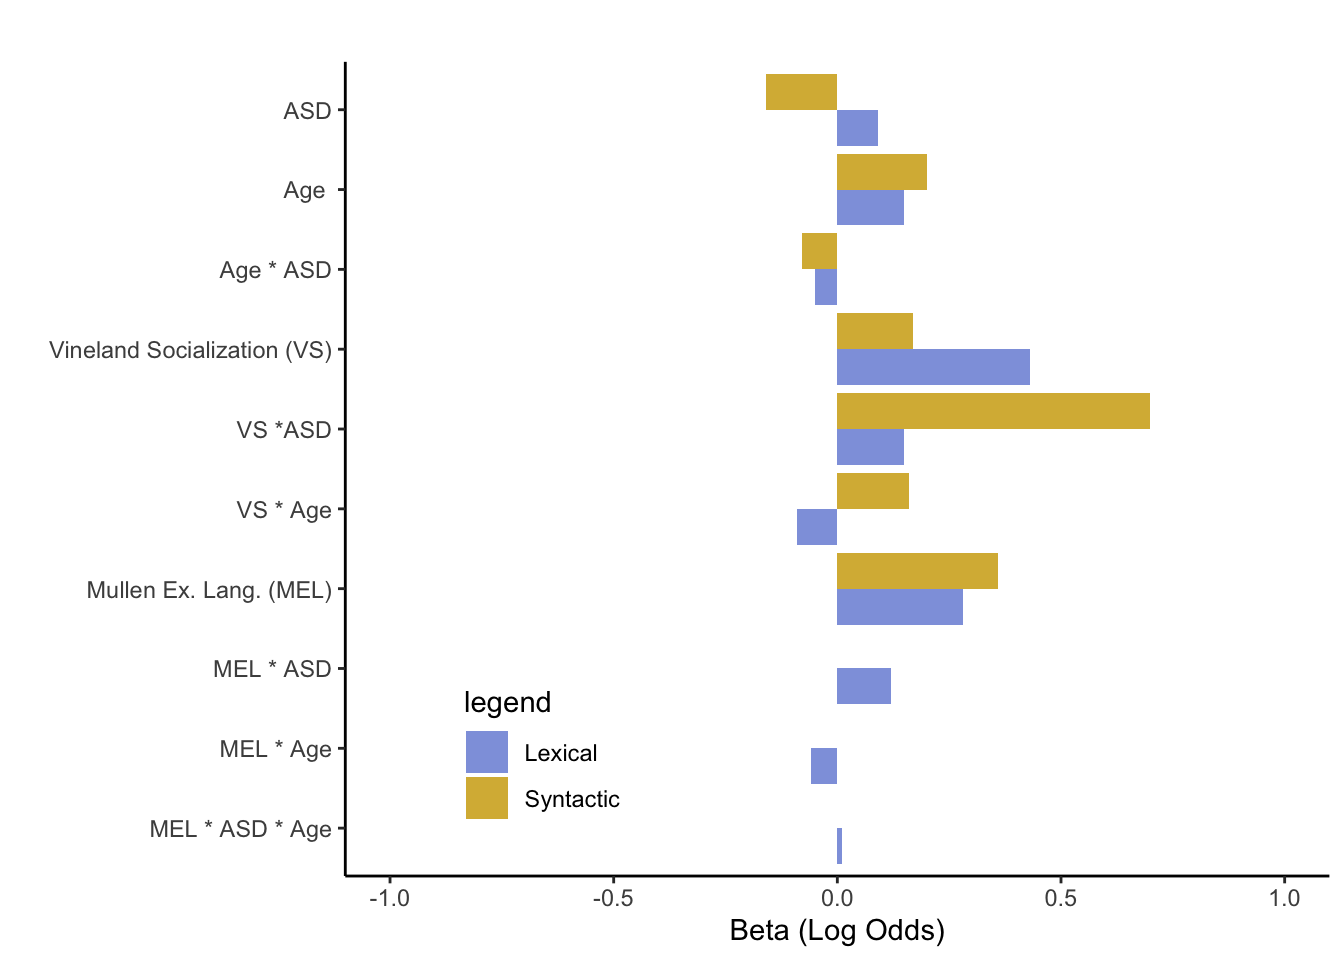 ASD
Age
Age * ASD
Vineland Socialization (VS)
VS *ASD
VS * Age
Mullen Ex. Lang. (MEL)
MEL * ASD
MEL * Age
MEL * ASD * Age
legend
Lexical
Syntactic
-1.0 -0.5 0.0 0.5 1.0
Beta (Log Odds)